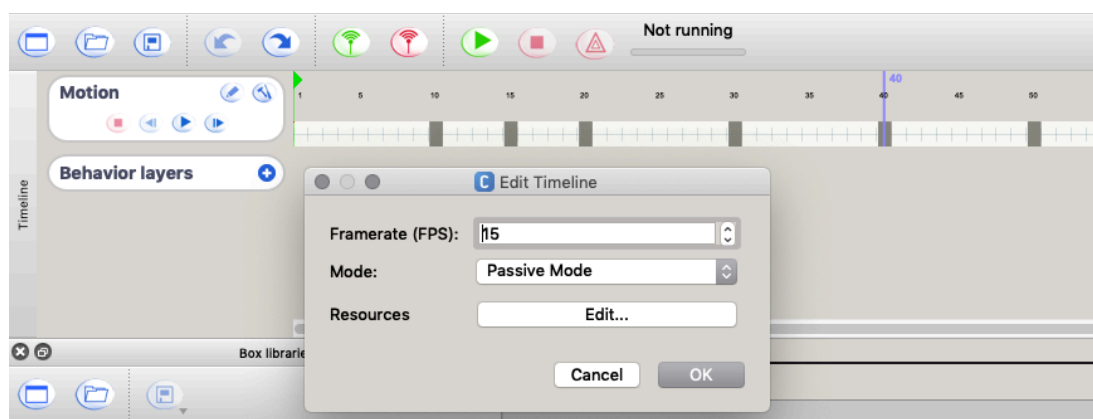 Not running
Motion
40
1 5 10 15 20 25 30 35 40 45 50
Behavior layers
Timeline
C Edit Timeline
Framerate (FPS): 15
Mode: Passive Mode
Resources Edit...
Box librarie
Cancel OK